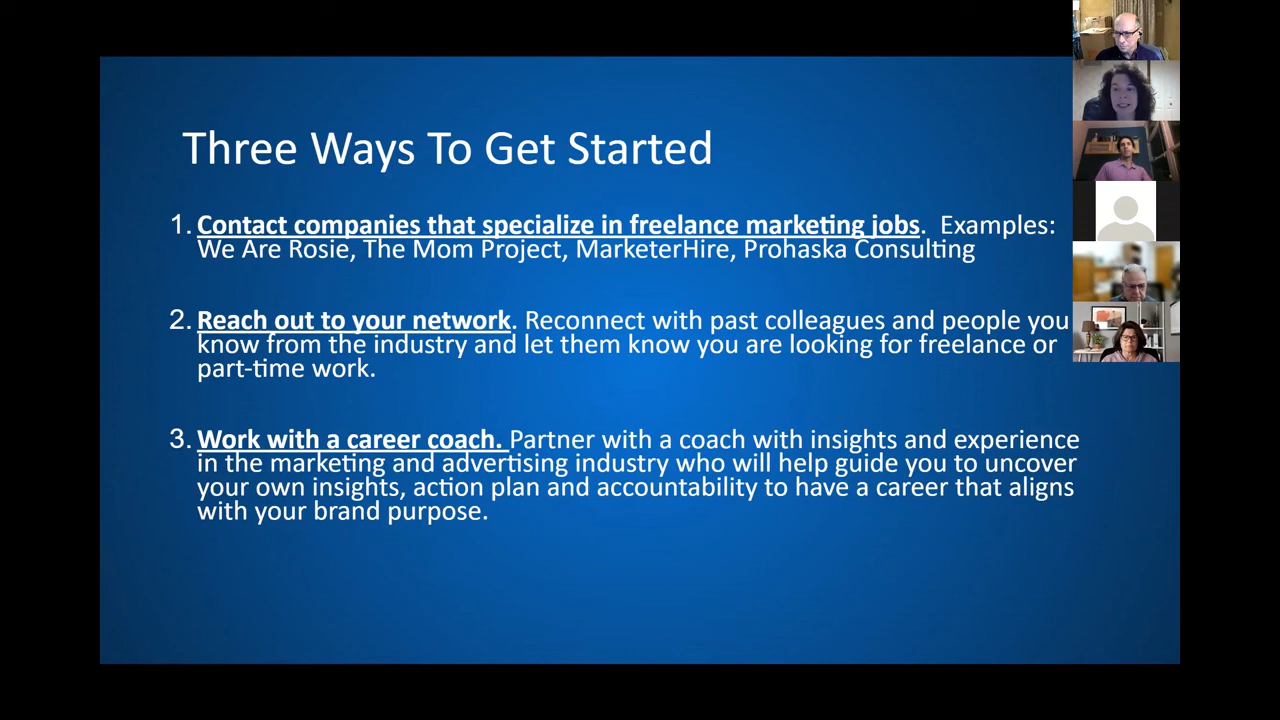 Three Ways To Get Started
1. Contact companies that specialize in freelance marketing jobs.  Examples:
We Are Rosie, The Mom Project, MarketerHire, Prohaska Consulting
2. Reach out to your network. Reconnect with past colleagues and people you
know from the industry and let them know you are looking for freelance or
part-time work.
3. Work with a career coach. Partner with a coach with insights and experience
in the marketing and advertising industry who will help guide you to uncover
your own insights, action plan and accountability to have a career that aligns
with your brand purpose.